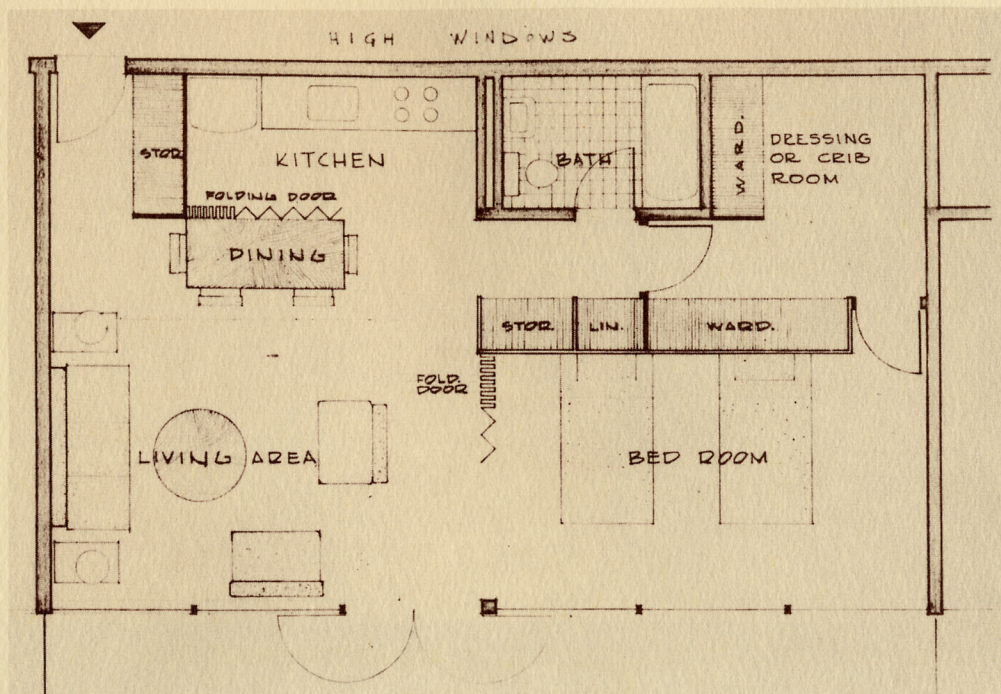 HIGH WINDOWS
STOR.
KITCHEN
FOLDING DOOR
DINING
BATH
WARD.
DRESSING
OR CRIB
ROOM
STOR.
LIN.
WARD.
FOLD.
DOOR
LIVING AREA
BED ROOM